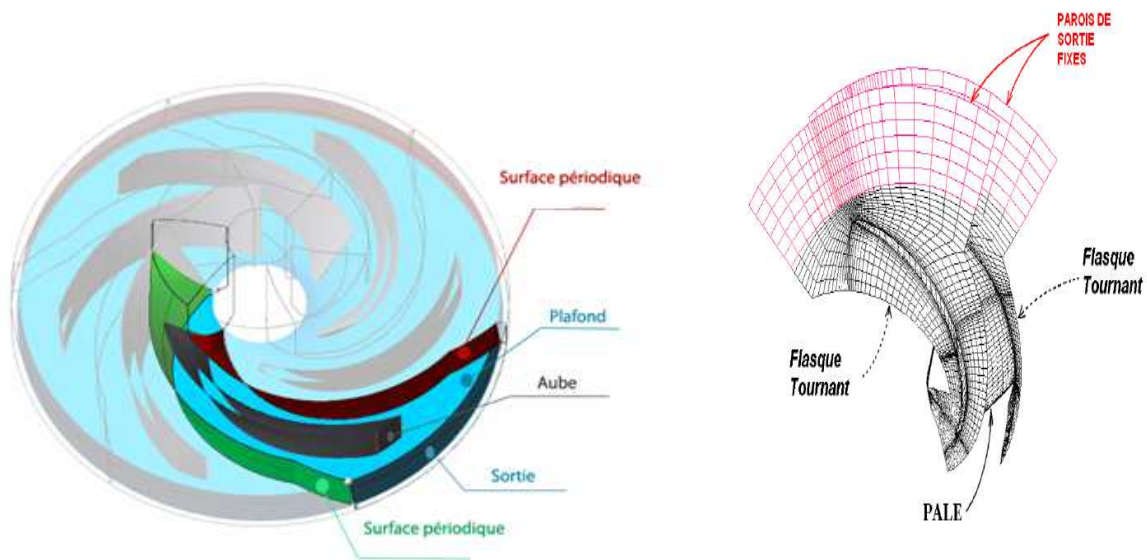 Surface périodique
Plafond
Aube
Sortie
Surface périodique
PAROIS DE
SORTIE
FIXES
Flasque
Tournant
Flasque
Tournant
PALE